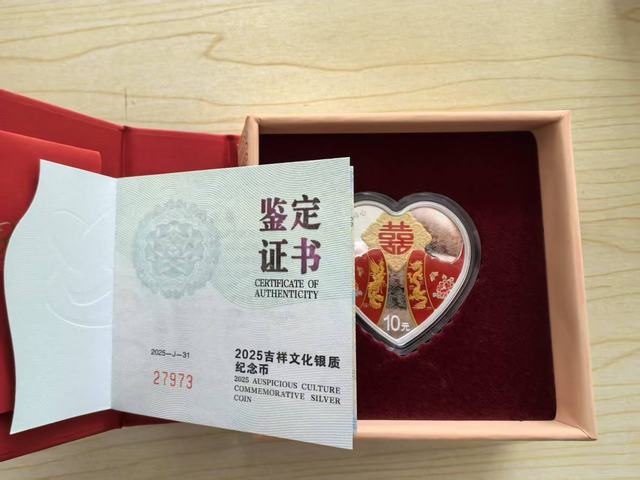 鉴定
证书
CERTIFICATE OF
AUTHENTICITY
2025-J-31
27973
2025吉祥文化银质
纪念币
2025 AUSPICIOUS CULTURE
COMMEMORATIVE SILVER
COIN
囍
10元